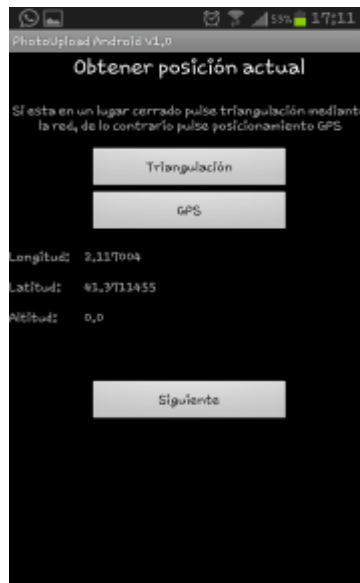 59% 17:11
PhotoUpload Android V1.0
Obtener posición actual
Si esta en un lugar cerrado pulse triangulación mediante
la red, de lo contrario pulse posicionamiento GPS
Triangulación
GPS
Longitud: 2,117004
Latitud: 41,3711455
Altitud: 0,0
Siguiente